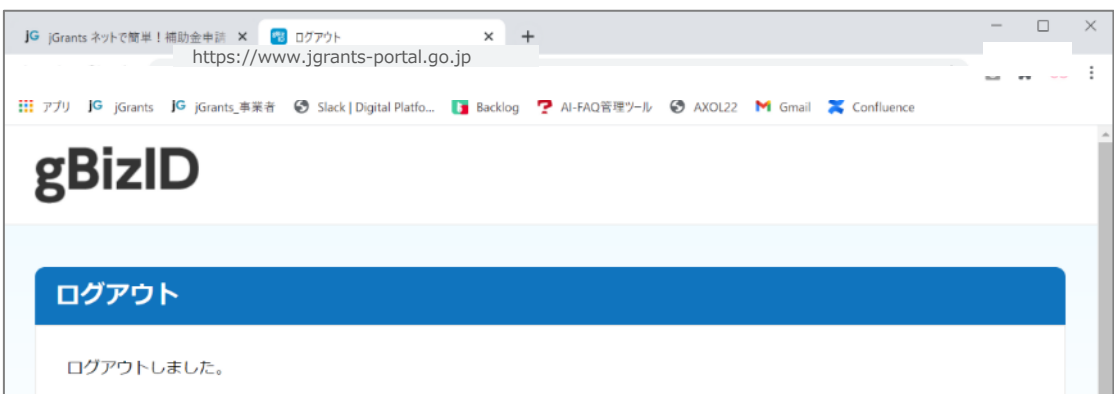 jG jGrants ネットで簡単！補助金申請 ログアウト
https://www.jgrants-portal.go.jp
アプリ jG jGrants jG jGrants_事業者 Slack | Digital Platfo... Backlog AI-FAQ管理ツール AXOL22 Gmail Confluence
gBizID
ログアウト
ログアウトしました。